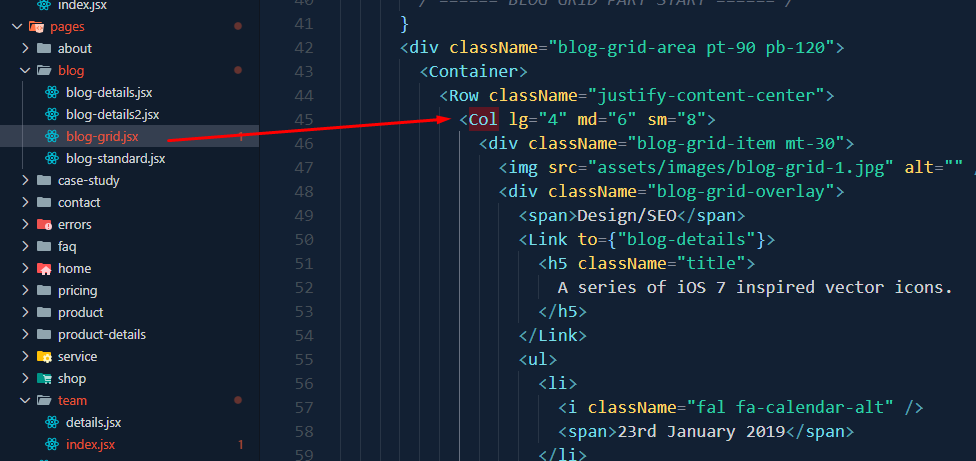 index.jsx
pages
about
blog
blog-details.jsx
blog-details2.jsx
blog-grid.jsx 1
blog-standard.jsx
case-study
contact
errors
faq
home
pricing
product
product-details
service
shop
team
details.jsx
index.jsx 1
40 / ====== BLOG GRID PART START ====== /
41 }
42 <div className="blog-grid-area pt-90 pb-120">
43 <Container>
44 <Row className="justify-content-center">
45 <Col lg="4" md="6" sm="8">
46 <div className="blog-grid-item mt-30">
47 <img src="assets/images/blog-grid-1.jpg" alt="" /
48 <div className="blog-grid-overlay">
49 <span>Design/SEO</span>
50 <Link to={"blog-details"}>
51 <h5 className="title">
52 A series of iOS 7 inspired vector icons.
53 </h5>
54 </Link>
55 <ul>
56 <li>
57 <i className="fal fa-calendar-alt" />
58 <span>23rd January 2019</span>
59 </li>